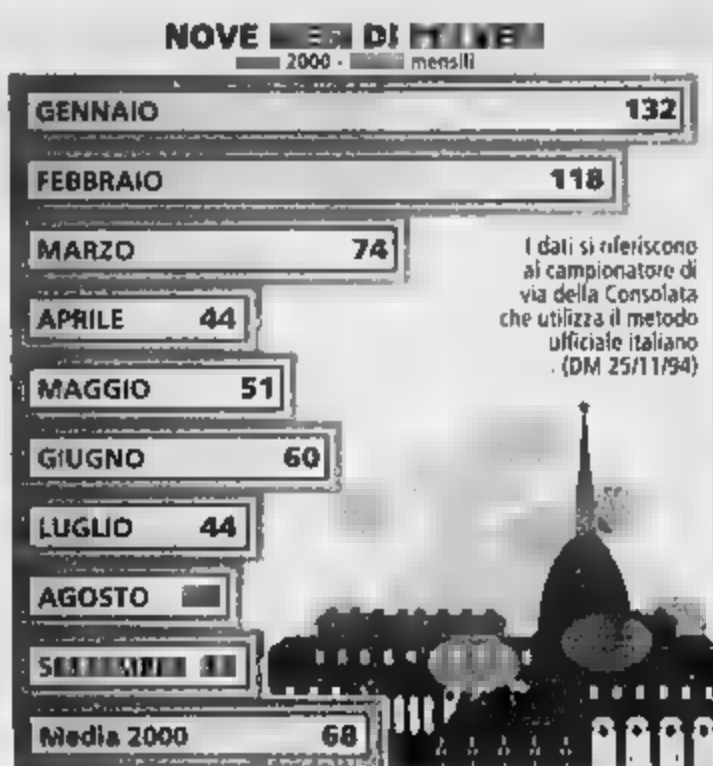 NOVE DI
2000 - mensili
GENNAIO 132
FEBBRAIO 118
MARZO 74
I dati si riferiscono
al campionatore di
via della Consolata
che utilizza il metodo
ufficiale italiano
(DM 25/11/94)
APRILE 44
MAGGIO 51
GIUGNO 60
LUGLIO 44
AGOSTO
Media 2000 68